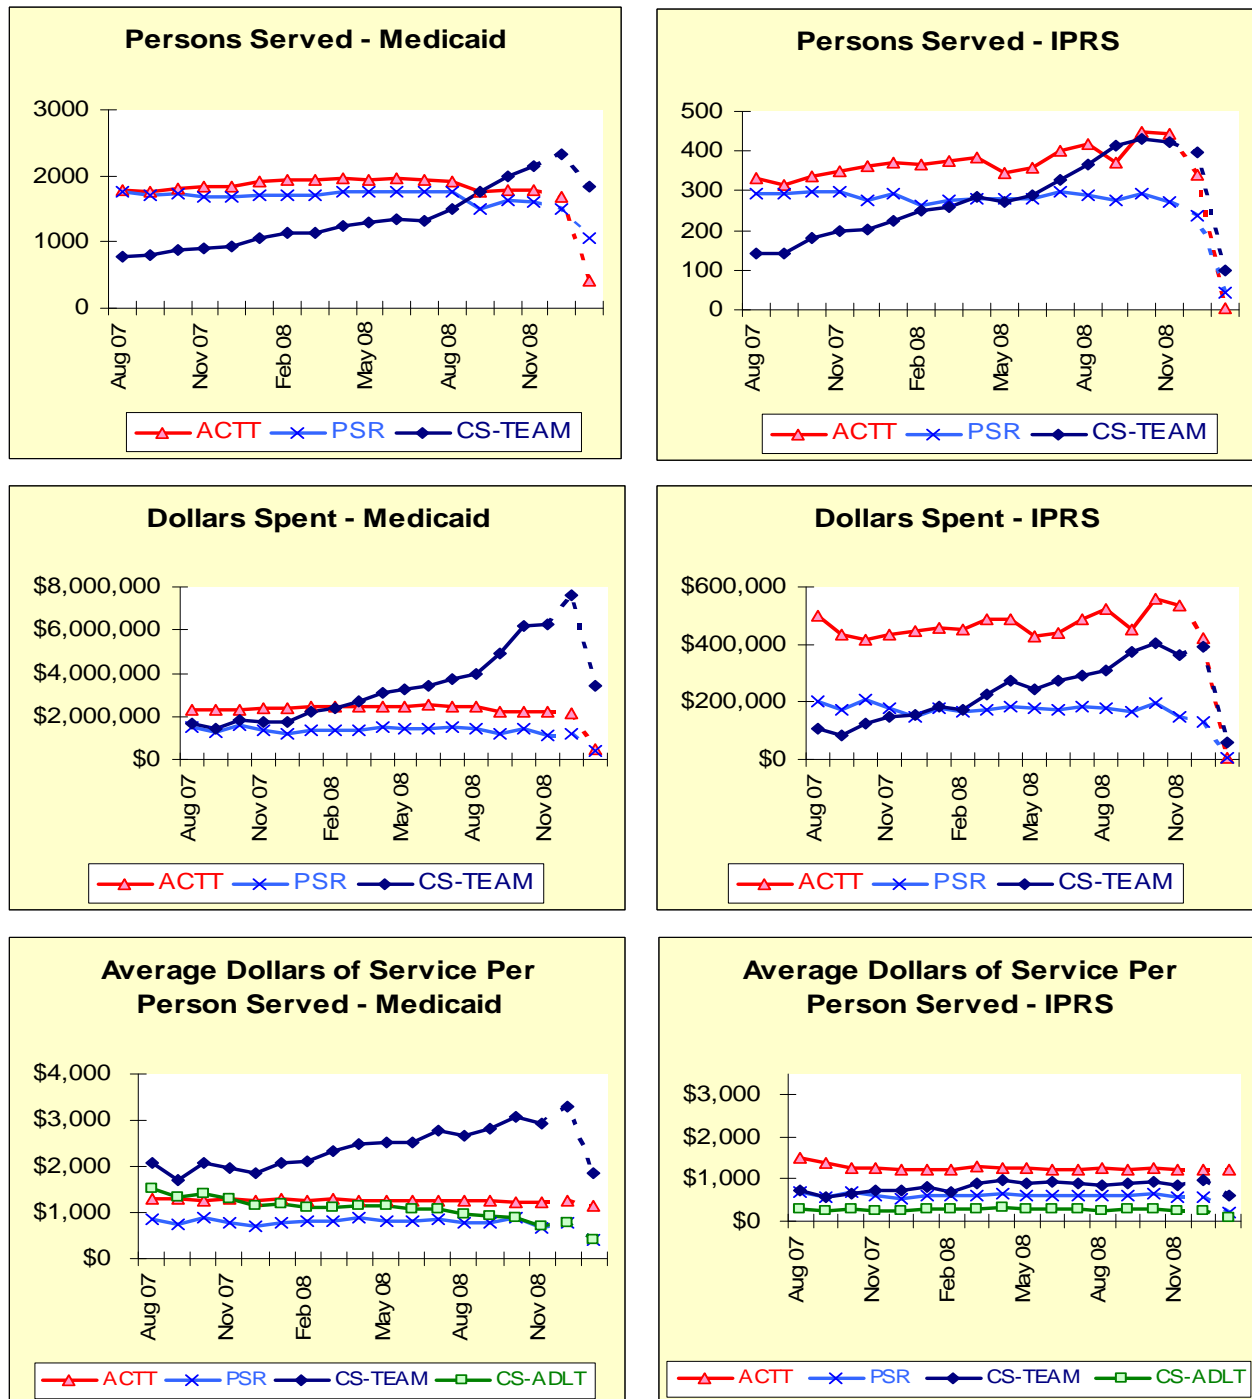 Persons Served - Medicaid
3000
2000
1000
0
Aug 07
Nov 07
Feb 08
May 08
Aug 08
Nov 08
ACTT PSR CS-TEAM
Persons Served - IPRS
500
400
300
200
100
0
Aug 07
Nov 07
Feb 08
May 08
Aug 08
Nov 08
ACTT PSR CS-TEAM
Dollars Spent - Medicaid
$8,000,000
$6,000,000
$4,000,000
$2,000,000
$0
Aug 07
Nov 07
Feb 08
May 08
Aug 08
Nov 08
ACTT PSR CS-TEAM
Dollars Spent - IPRS
$600,000
$400,000
$200,000
$0
Aug 07
Nov 07
Feb 08
May 08
Aug 08
Nov 08
ACTT PSR CS-TEAM
Average Dollars of Service Per
Person Served - Medicaid
$4,000
$3,000
$2,000
$1,000
$0
Aug 07
Nov 07
Feb 08
May 08
Aug 08
Nov 08
ACTT PSR CS-TEAM CS-ADLT
Average Dollars of Service Per
Person Served - IPRS
$3,000
$2,000
$1,000
$0
Aug 07
Nov 07
Feb 08
May 08
Aug 08
Nov 08
ACTT PSR CS-TEAM CS-ADLT